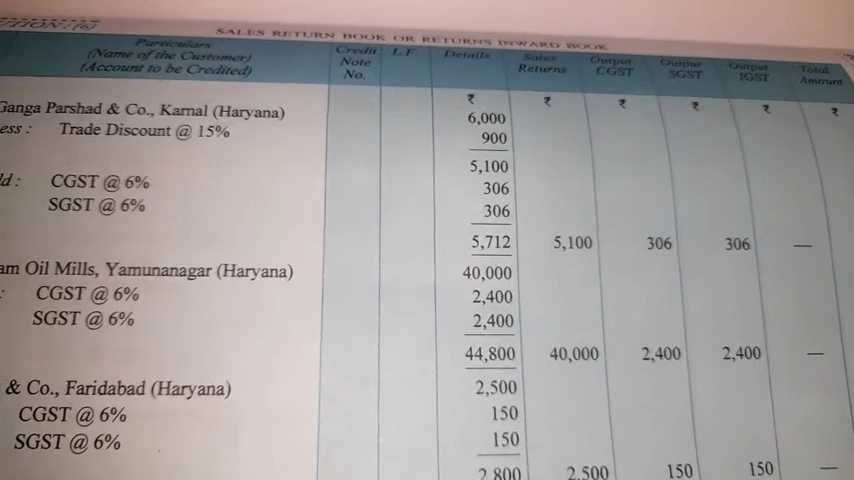 SALES RETURN BOOK OR RETURNS INWARD BOOK
Particulars (Name of the Customer) (Account to be Credited) Credit Note No. L.F. Details Sales Returns Output CGST Output SGST Output IGST Total Amount
₹ ₹ ₹ ₹ ₹ ₹
Ganga Parshad & Co., Karnal (Haryana) 6,000
ess : Trade Discount @ 15% 900
5,100
ld : CGST @ 6% 306
SGST @ 6% 306
5,712 5,100 306 306 —
am Oil Mills, Yamunanagar (Haryana) 40,000
: CGST @ 6% 2,400
SGST @ 6% 2,400
44,800 40,000 2,400 2,400 —
& Co., Faridabad (Haryana) 2,500
CGST @ 6% 150
SGST @ 6% 150
2,800 2,500 150 150 —